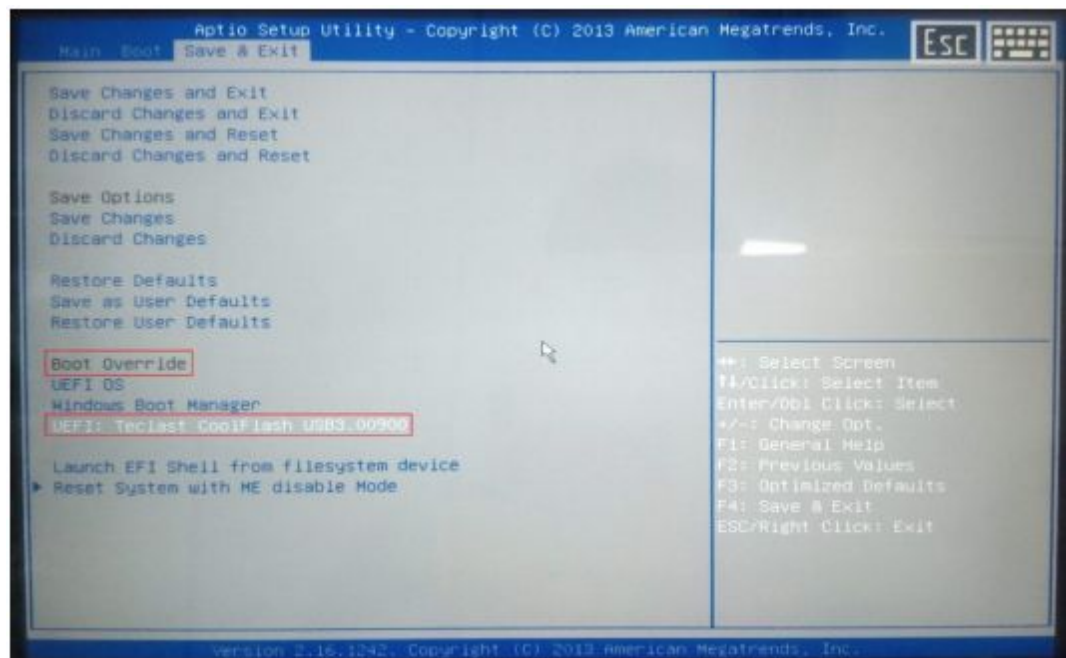 Aptio Setup Utility - Copyright (C) 2013 American Megatrends, Inc.
Main Boot Save & Exit
Esc
Save Changes and Exit
Discard Changes and Exit
Save Changes and Reset
Discard Changes and Reset
Save Options
Save Changes
Discard Changes
Restore Defaults
Save as User Defaults
Restore User Defaults
Boot Override
UEFI OS
Windows Boot Manager
UEFI: Teclast CoolFlash USB3.00900
Launch EFI Shell from filesystem device
Reset System with ME disable Mode
→←: Select Screen
↑↓/Click: Select Item
Enter/Dbl Click: Select
+/-: Change Opt.
F1: General Help
F2: Previous Values
F3: Optimized Defaults
F4: Save & Exit
ESC/Right Click: Exit
Version 2.16.1242. Copyright (C) 2013 American Megatrends, Inc.